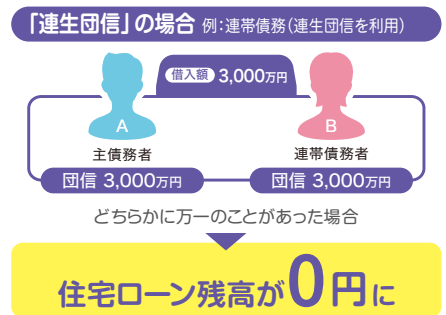 「連生団信」の場合 例:連帯債務(連生団信を利用)
借入額 3,000万円
A
B
主債務者
連帯債務者
団信 3,000万円
団信 3,000万円
どちらかに万一のことがあった場合
住宅ローン残高が0円に